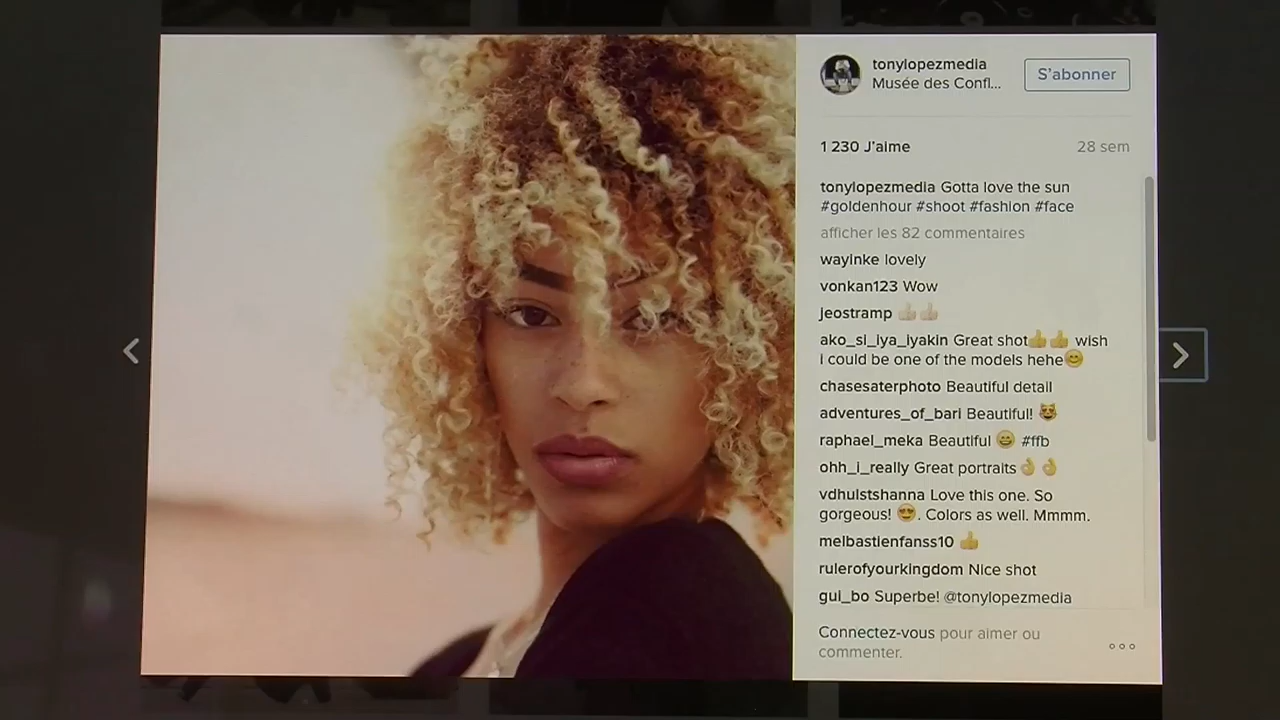 tonylopezmedia
Musée des Confl...
S'abonner
1 230 J'aime
28 sem
tonylopezmedia Gotta love the sun
#goldenhour #shoot #fashion #face
afficher les 82 commentaires
wayinke lovely
vonkan123 Wow
jeostramp 👍👍
ako_si_iya_iyakin Great shot👍👍 wish
i could be one of the models hehe😊
chasesaterphoto Beautiful detail
adventures_of_bari Beautiful! 😻
raphael_meka Beautiful 😄 #ffb
ohh_i_really Great portraits👌👌
vdhulstshanna Love this one. So
gorgeous! 😍. Colors as well. Mmmm.
melbastienfanss10 👍
rulerofyourkingdom Nice shot
gui_bo Superbe! @tonylopezmedia
Connectez-vous pour aimer ou
commenter.